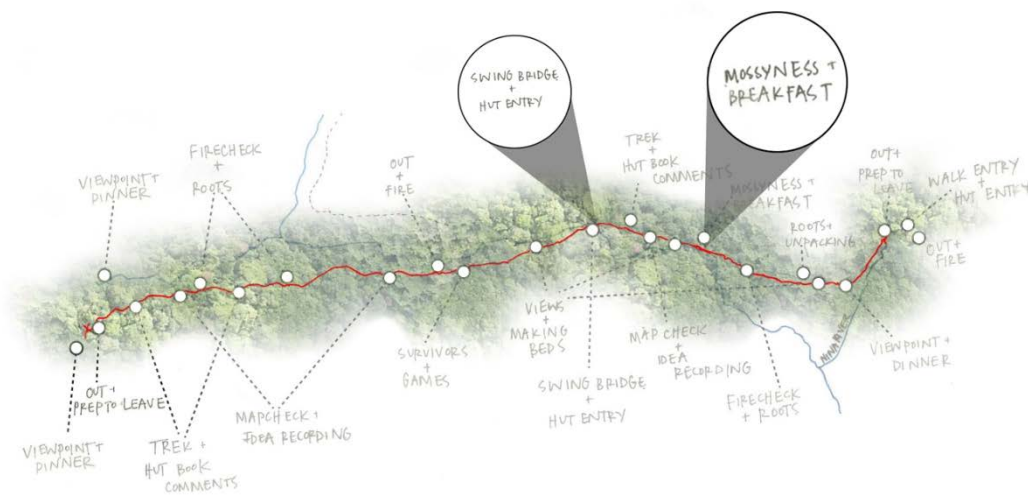 SWING BRIDGE
+
HUT ENTRY
MOSSYNESS +
BREAKFAST
FIRECHECK
+
ROOTS
VIEWPOINT +
DINNER
OUT
+
FIRE
TREK
+
HUT BOOK
COMMENTS
MOSSYNESS +
BREAKFAST
ROOTS +
UNPACKING
OUT +
PREP TO
LEAVE
WALK ENTRY
+
HUT ENTRY
OUT +
FIRE
OUT +
PREP TO LEAVE
VIEWPOINT +
DINNER
TREK +
HUT BOOK
COMMENTS
MAPCHECK +
IDEA RECORDING
SURVIVORS
+
GAMES
VIEWS
+
MAKING
BEDS
SWING BRIDGE
+
HUT ENTRY
MAP CHECK
+
IDEA
RECORDING
FIRECHECK
+ ROOTS
NINA RIVER
VIEWPOINT +
DINNER